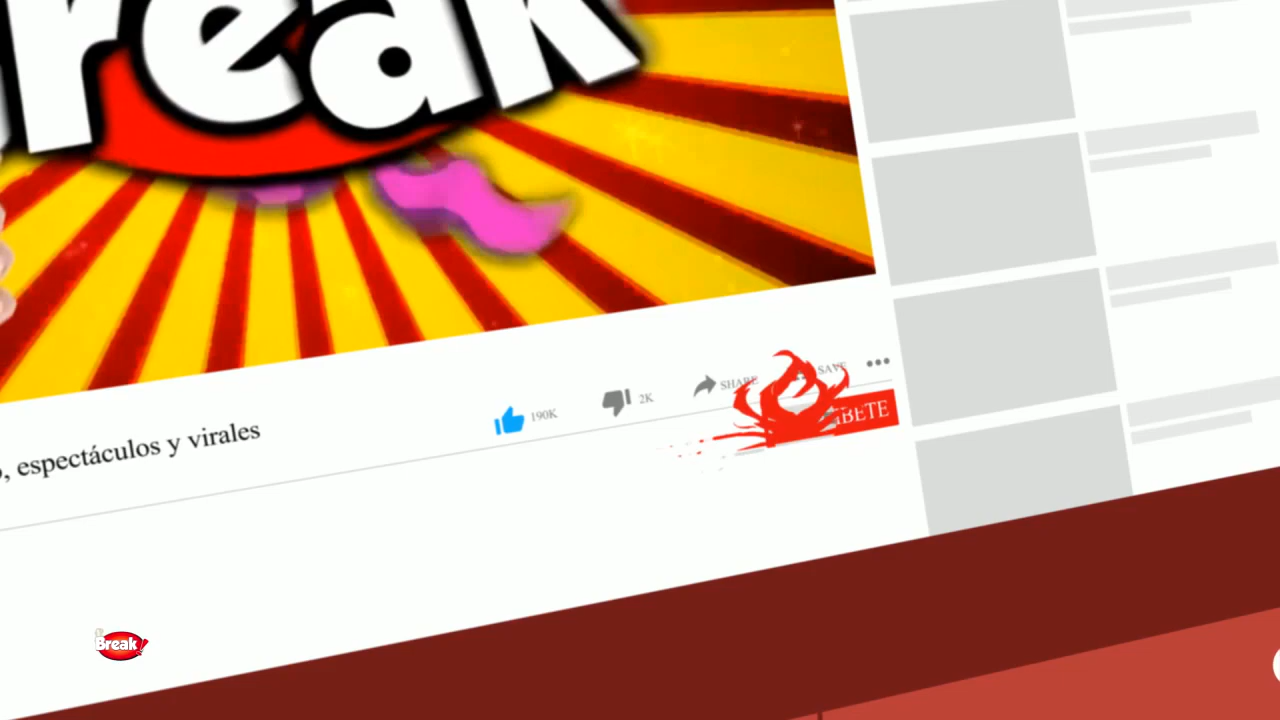 reak
190K
2K
SHARE
SAVE
BETE
, espectáculos y virales
Break